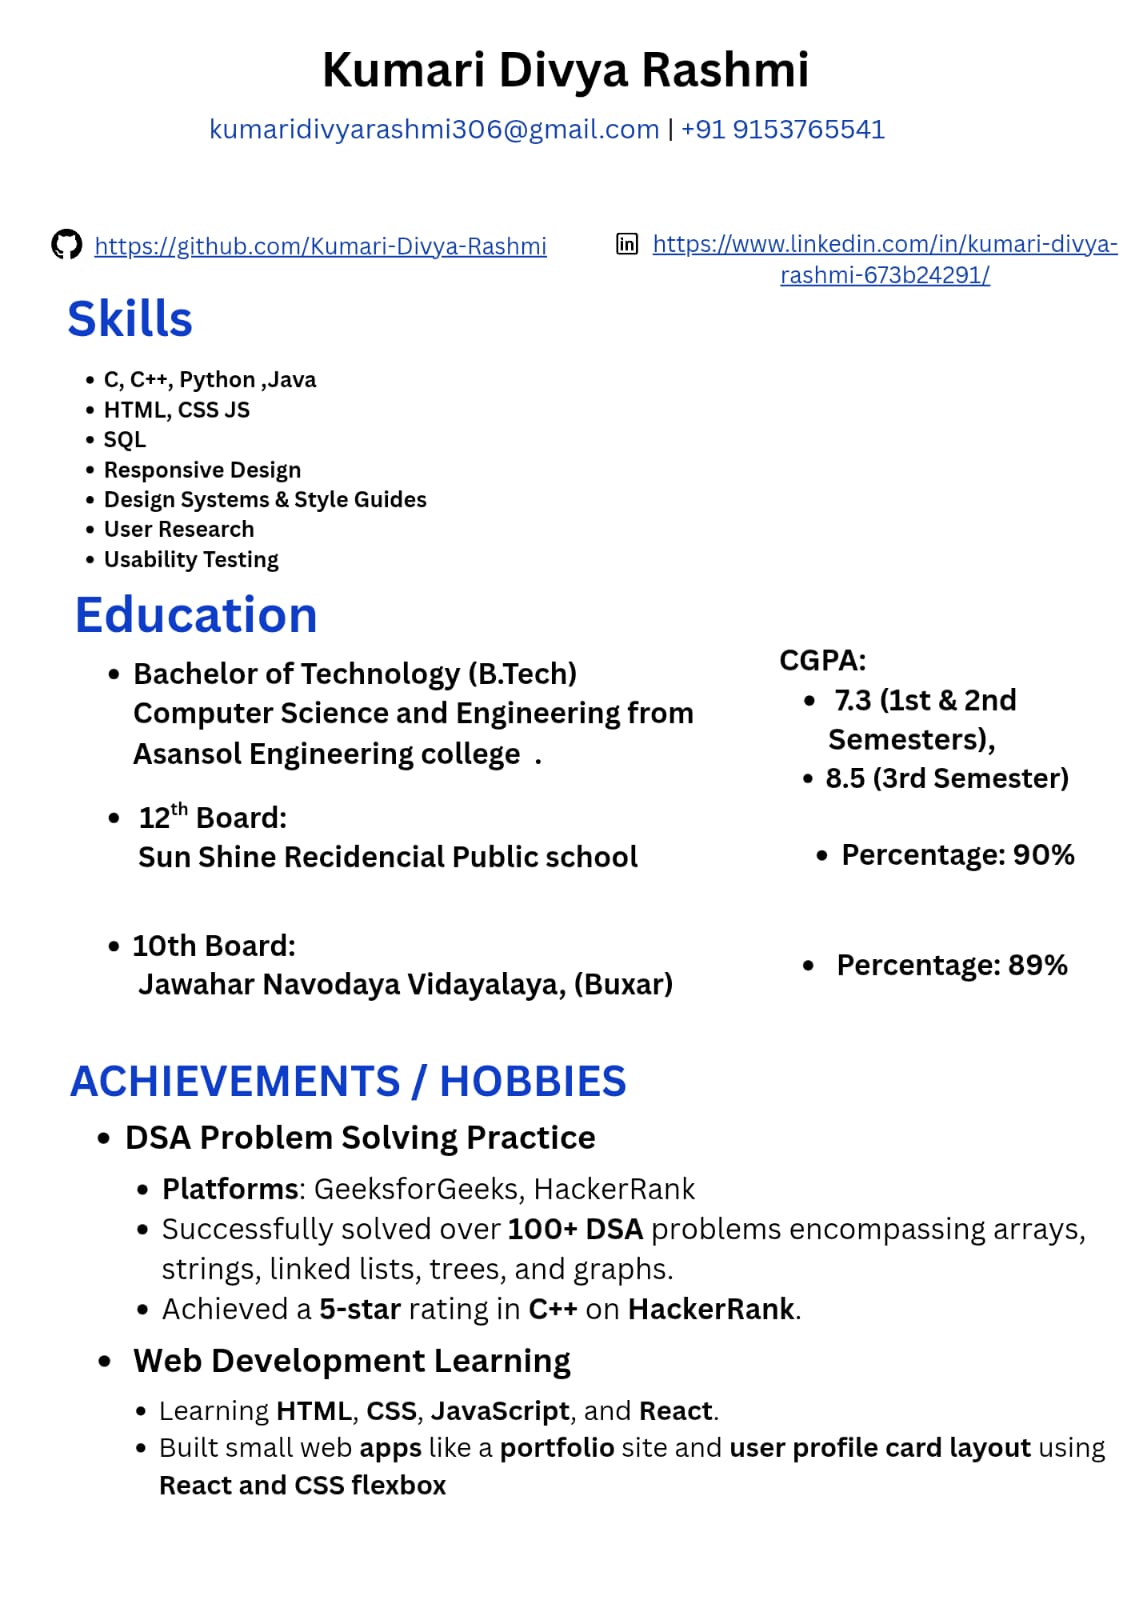 Kumari Divya Rashmi
kumaridivyarashmi306@gmail.com | +91 9153765541
https://github.com/Kumari-Divya-Rashmi
https://www.linkedin.com/in/kumari-divya-
rashmi-673b24291/
Skills
• C, C++, Python ,Java
• HTML, CSS JS
• SQL
• Responsive Design
• Design Systems & Style Guides
• User Research
• Usability Testing
Education
• Bachelor of Technology (B.Tech)
Computer Science and Engineering from
Asansol Engineering college .
CGPA:
• 7.3 (1st & 2nd
Semesters),
• 8.5 (3rd Semester)
• 12th Board:
Sun Shine Recidencial Public school
• Percentage: 90%
• 10th Board:
Jawahar Navodaya Vidayalaya, (Buxar)
• Percentage: 89%
ACHIEVEMENTS / HOBBIES
• DSA Problem Solving Practice
• Platforms: GeeksforGeeks, HackerRank
• Successfully solved over 100+ DSA problems encompassing arrays,
strings, linked lists, trees, and graphs.
• Achieved a 5-star rating in C++ on HackerRank.
• Web Development Learning
• Learning HTML, CSS, JavaScript, and React.
• Built small web apps like a portfolio site and user profile card layout using
React and CSS flexbox